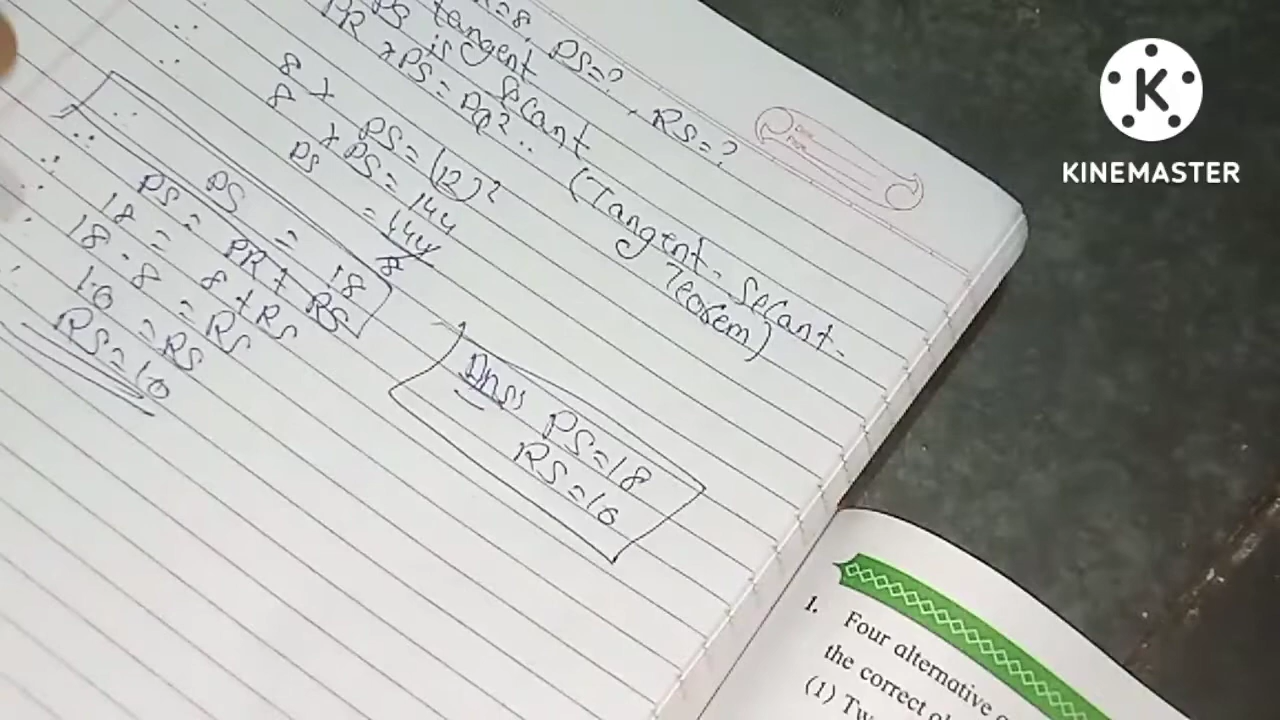 =8, PS=?, RS=?
tangent
is secant
PR × PS = PQ² .. (Tangent-Secant-
Teorem)
8 × PS = (12)²
8 × PS = 144
PS = 144/8
∴ PS = 18
∴ PS = PR + RS
∴ 18 = 8 + RS
∴ 18-8 = RS
∴ 10 = RS
RS = 10
Ans: PS=18
RS=10
1. Four alternative
the correct
(1) Tw
K
KINEMASTER